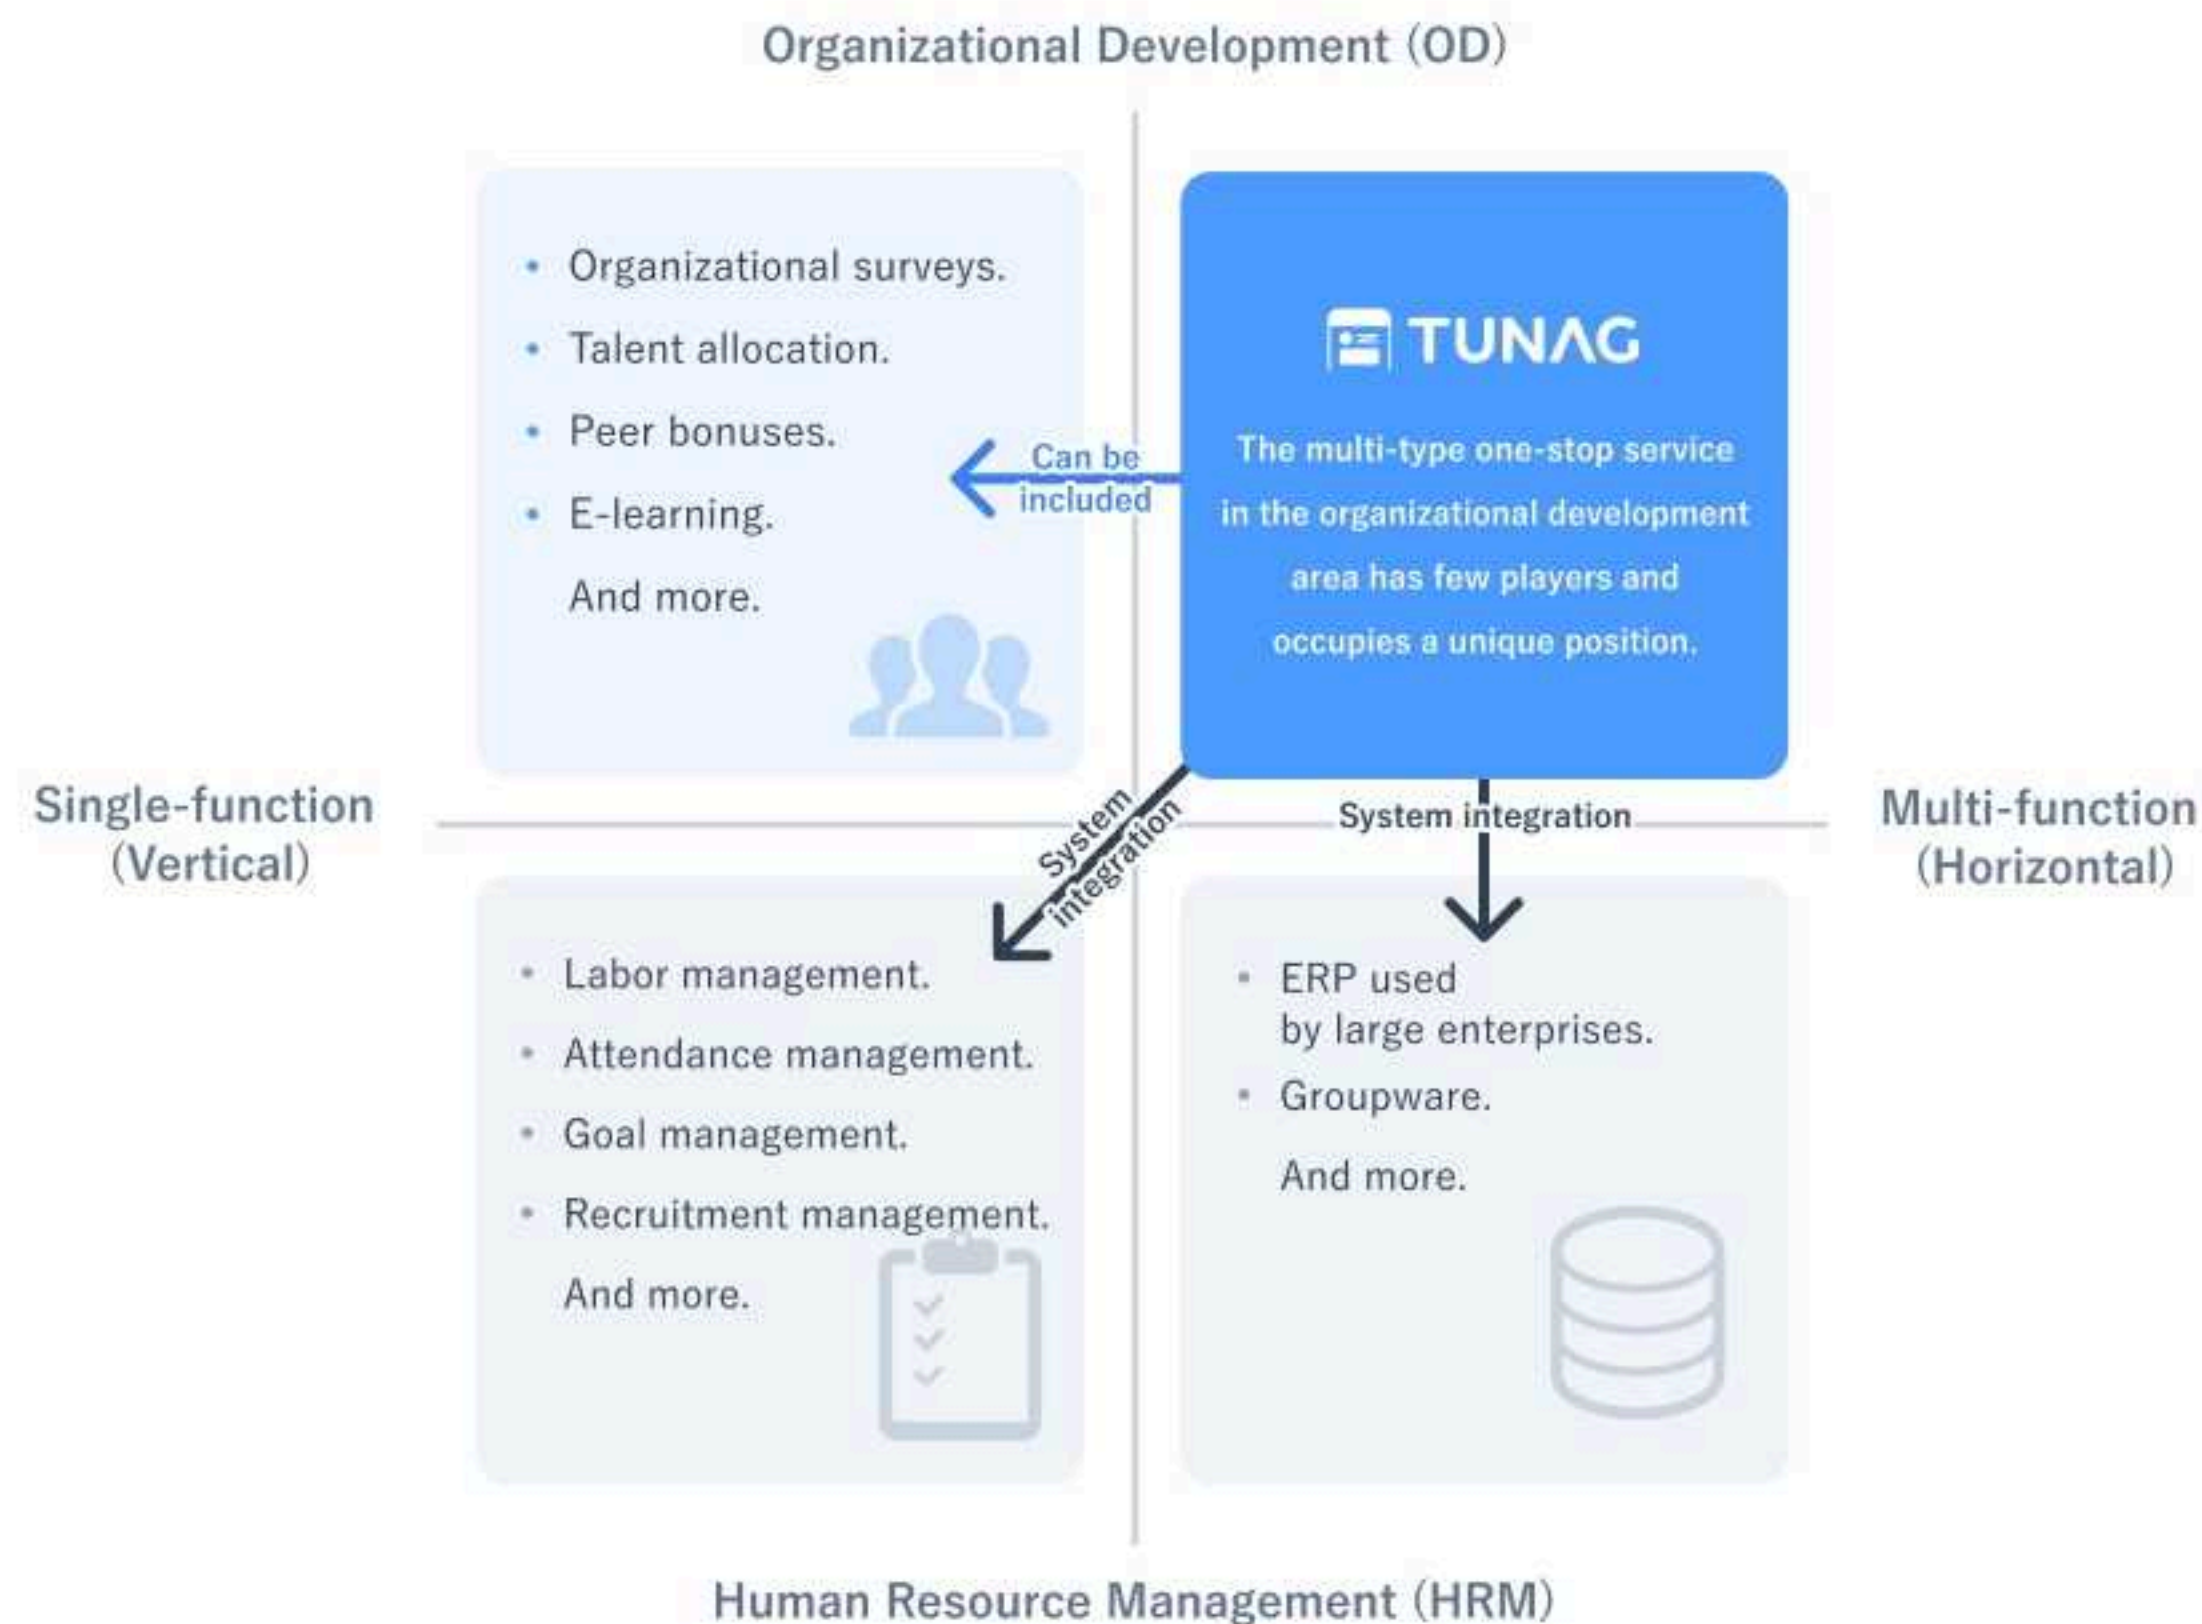 Organizational Development (OD)
• Organizational surveys.
• Talent allocation.
• Peer bonuses.
• E-learning.
And more.
Can be
included
TUNAG
The multi-type one-stop service
in the organizational development
area has few players and
occupies a unique position.
Single-function
(Vertical)
System
integration
System integration
Multi-function
(Horizontal)
• Labor management.
• Attendance management.
• Goal management.
• Recruitment management.
And more.
• ERP used
by large enterprises.
• Groupware.
And more.
Human Resource Management (HRM)